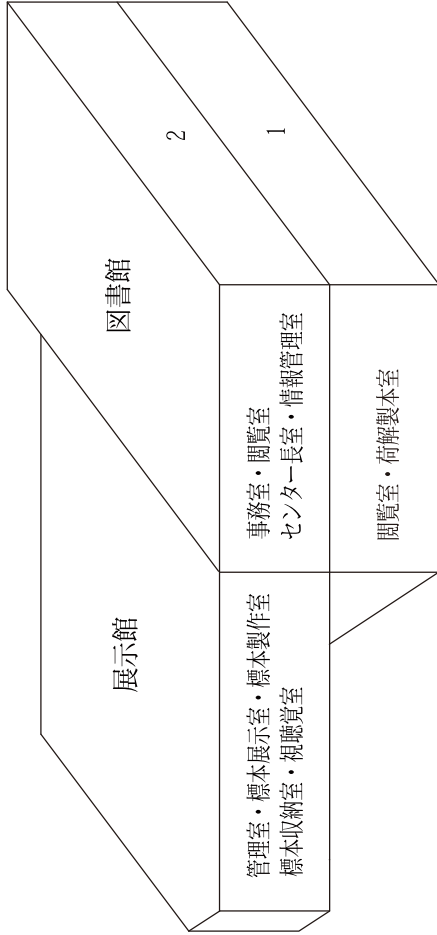 展示館
図書館
2
1
管理室・標本展示室・標本製作室
標本収納室・視聴覚室
事務室・閲覧室
センター長室・情報管理室
閲覧室・荷解製本室